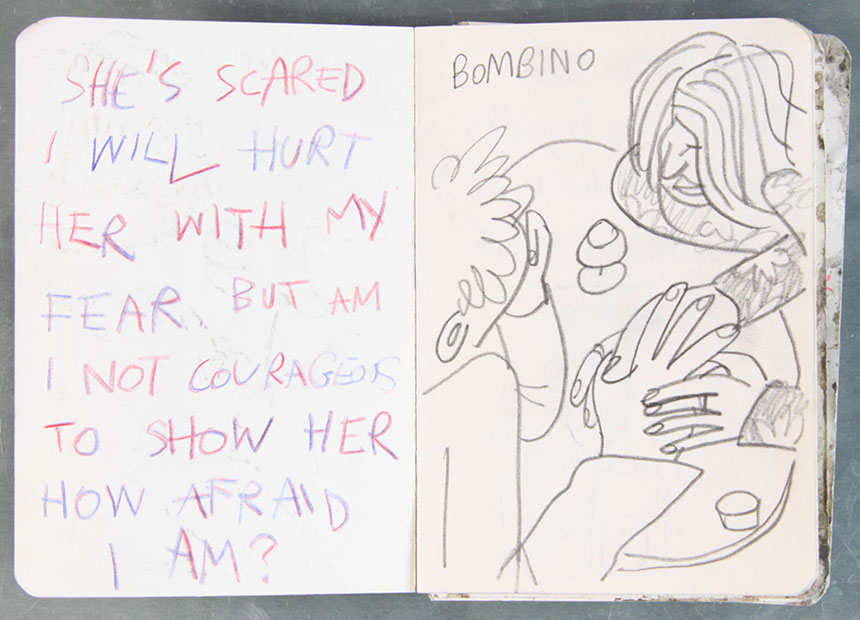 SHE'S SCARED
I WILL HURT
HER WITH MY
FEAR. BUT AM
I NOT COURAGEOUS
TO SHOW HER
HOW AFRAID
I AM?
BOMBINO